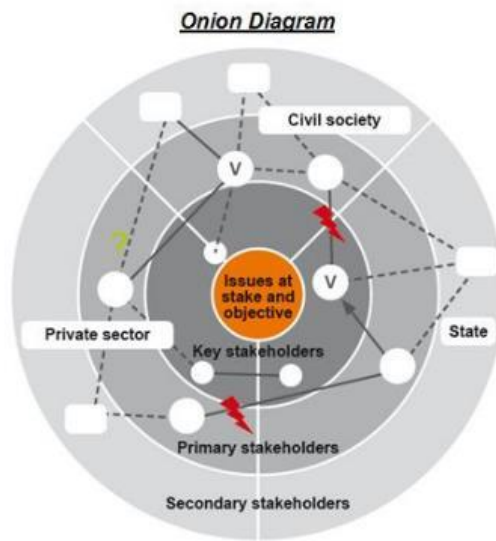 Onion Diagram
Civil society
V
?
V
Issues at
stake and
objective
Private sector
State
Key stakeholders
Primary stakeholders
Secondary stakeholders